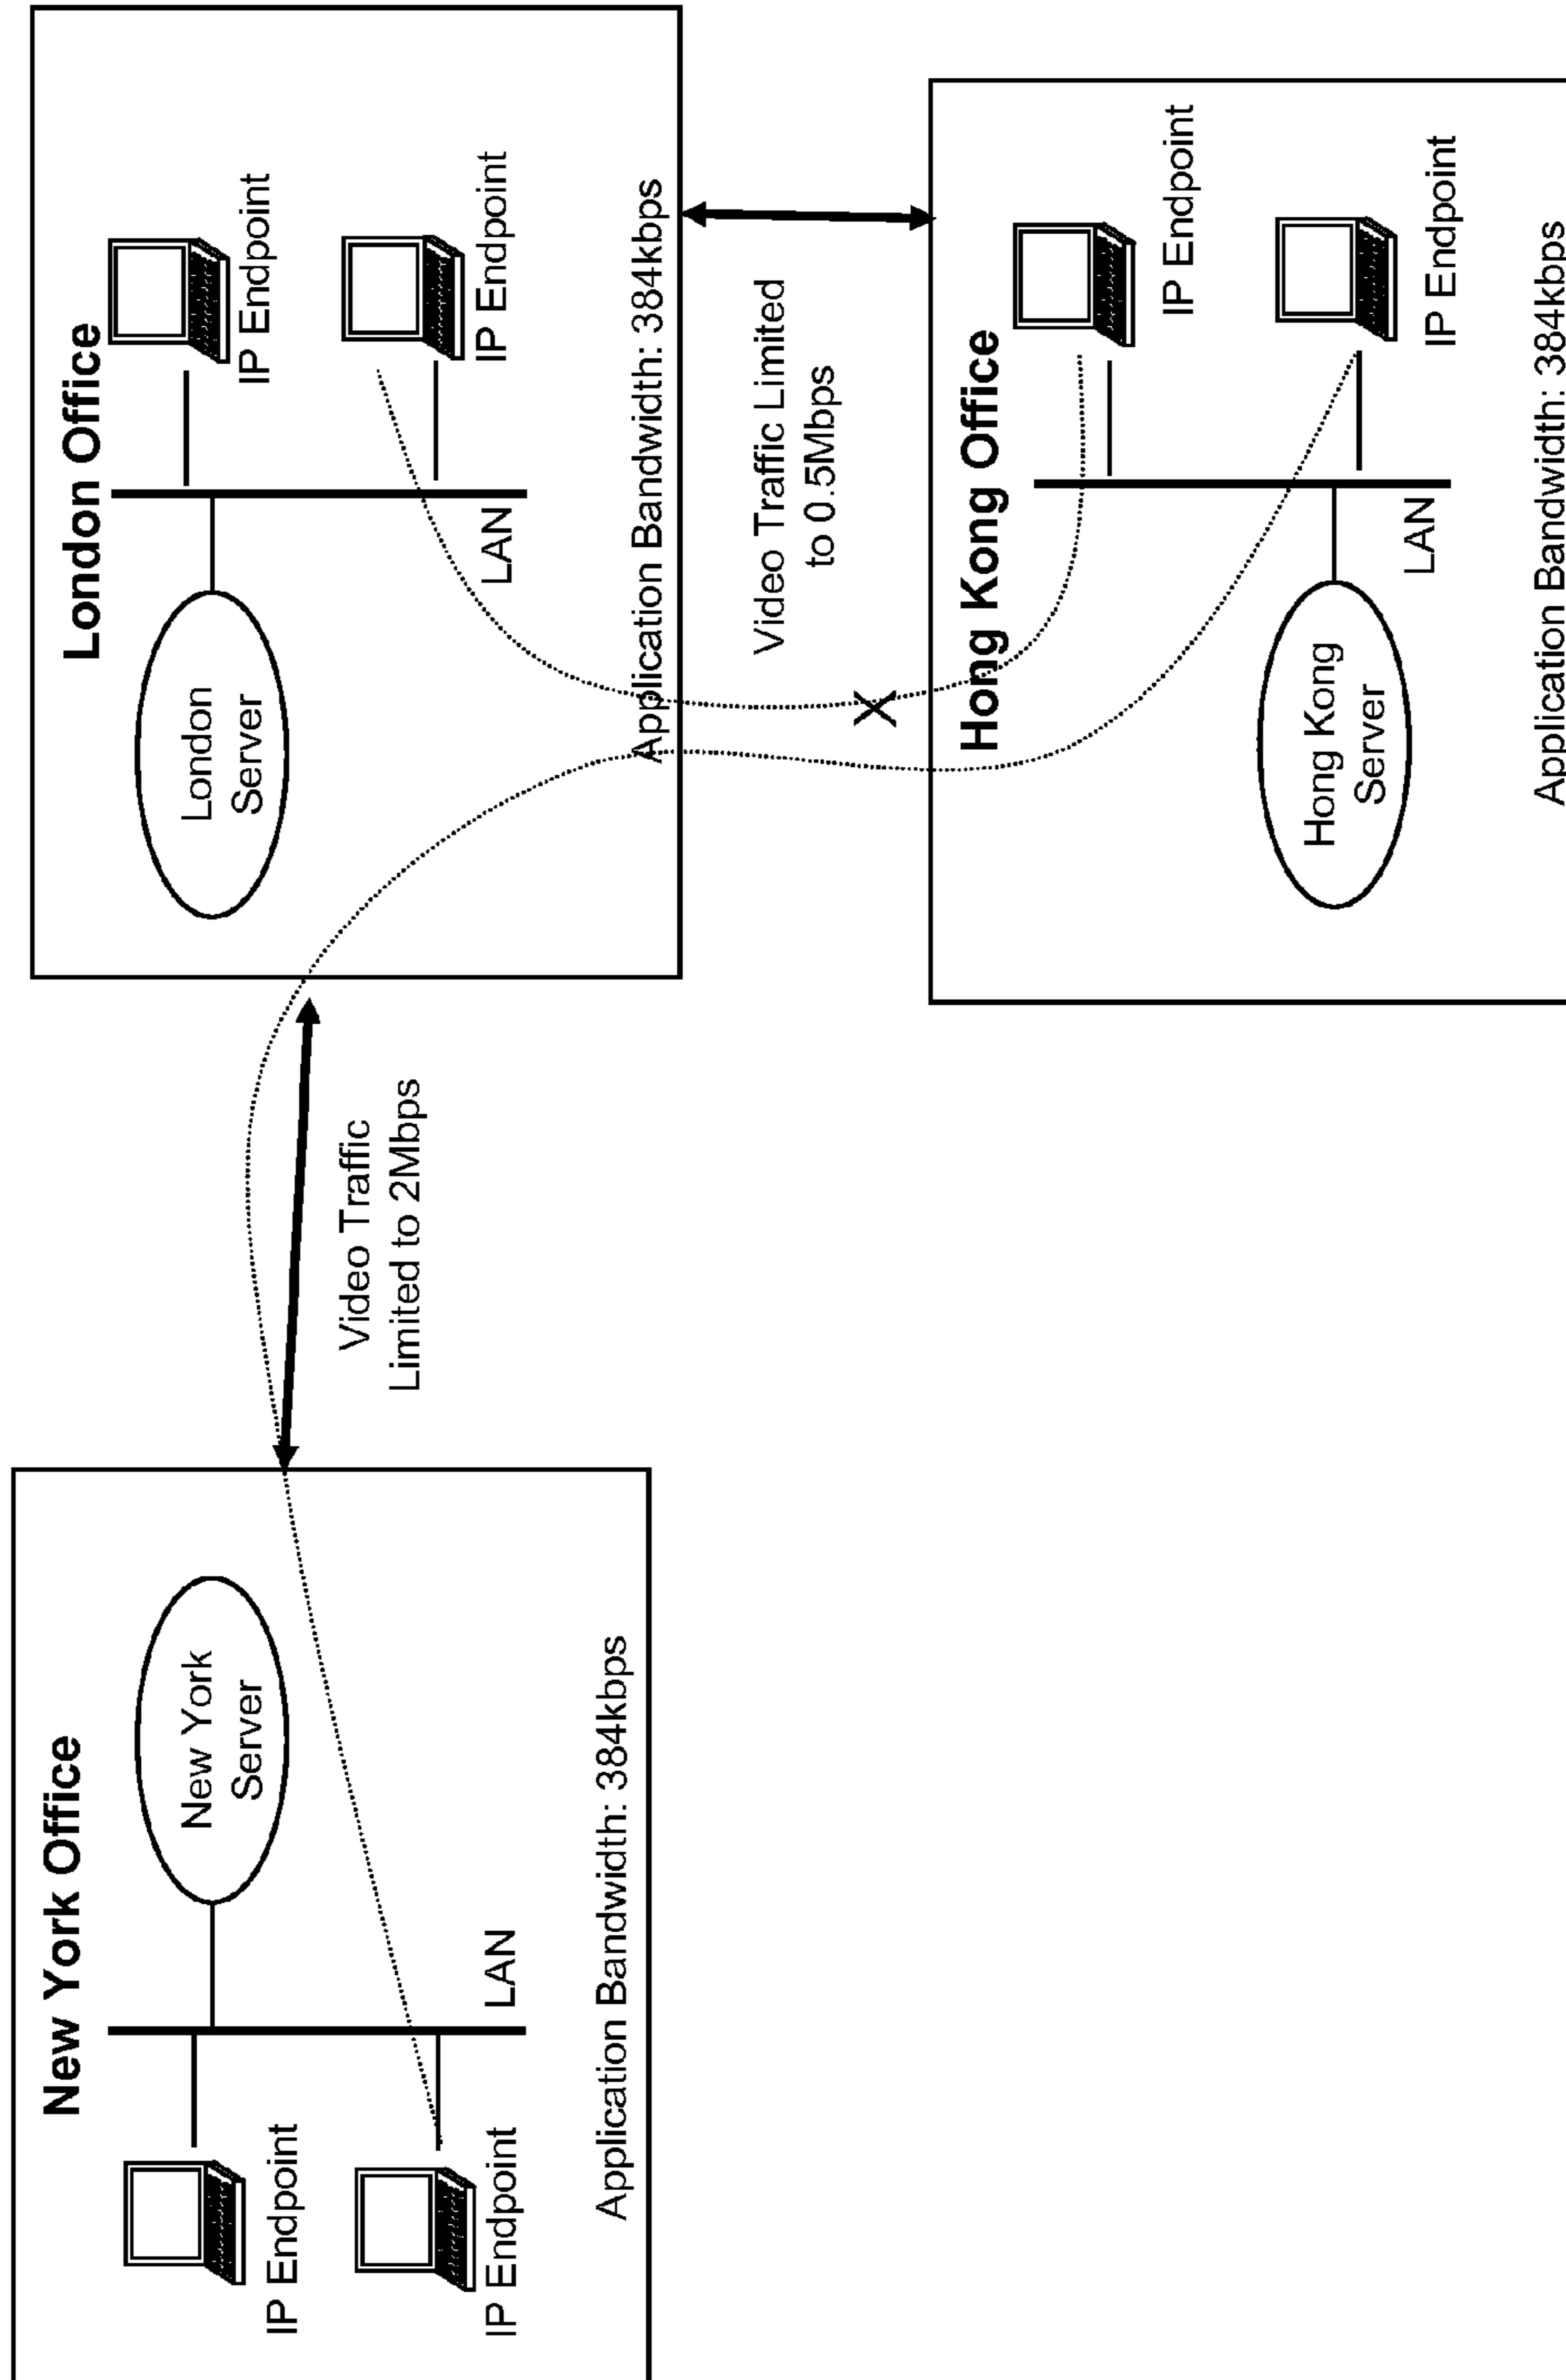 New York Office
New York
Server
IP Endpoint
IP Endpoint
LAN
Application Bandwidth: 384kbps
Video Traffic
Limited to 2Mbps
London Office
London
Server
IP Endpoint
IP Endpoint
LAN
Application Bandwidth: 384kbps
Video Traffic Limited
to 0.5Mbps
X
Hong Kong Office
IP Endpoint
IP Endpoint
Hong Kong
Server
LAN
Application Bandwidth: 384kbps